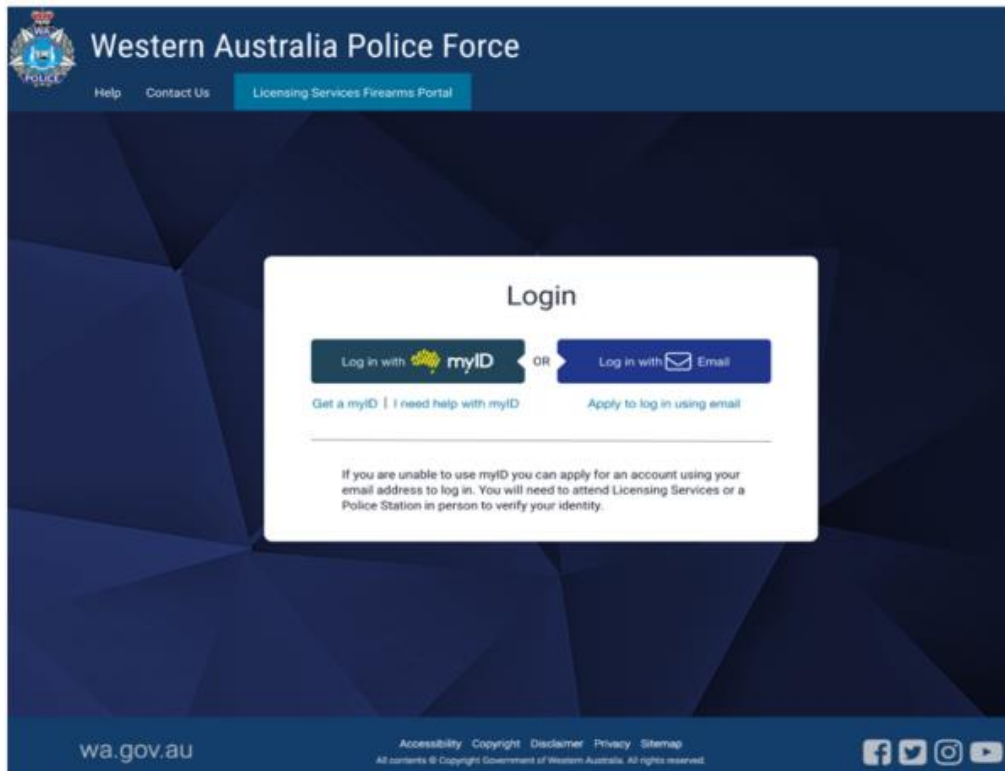 WA
POLICE
Western Australia Police Force
Help Contact Us Licensing Services Firearms Portal
Login
Log in with myID OR Log in with Email
Get a myID | I need help with myID Apply to log in using email
If you are unable to use myID you can apply for an account using your
email address to log in. You will need to attend Licensing Services or a
Police Station in person to verify your identity.
wa.gov.au
Accessibility Copyright Disclaimer Privacy Sitemap
All contents © Copyright Government of Western Australia. All rights reserved.